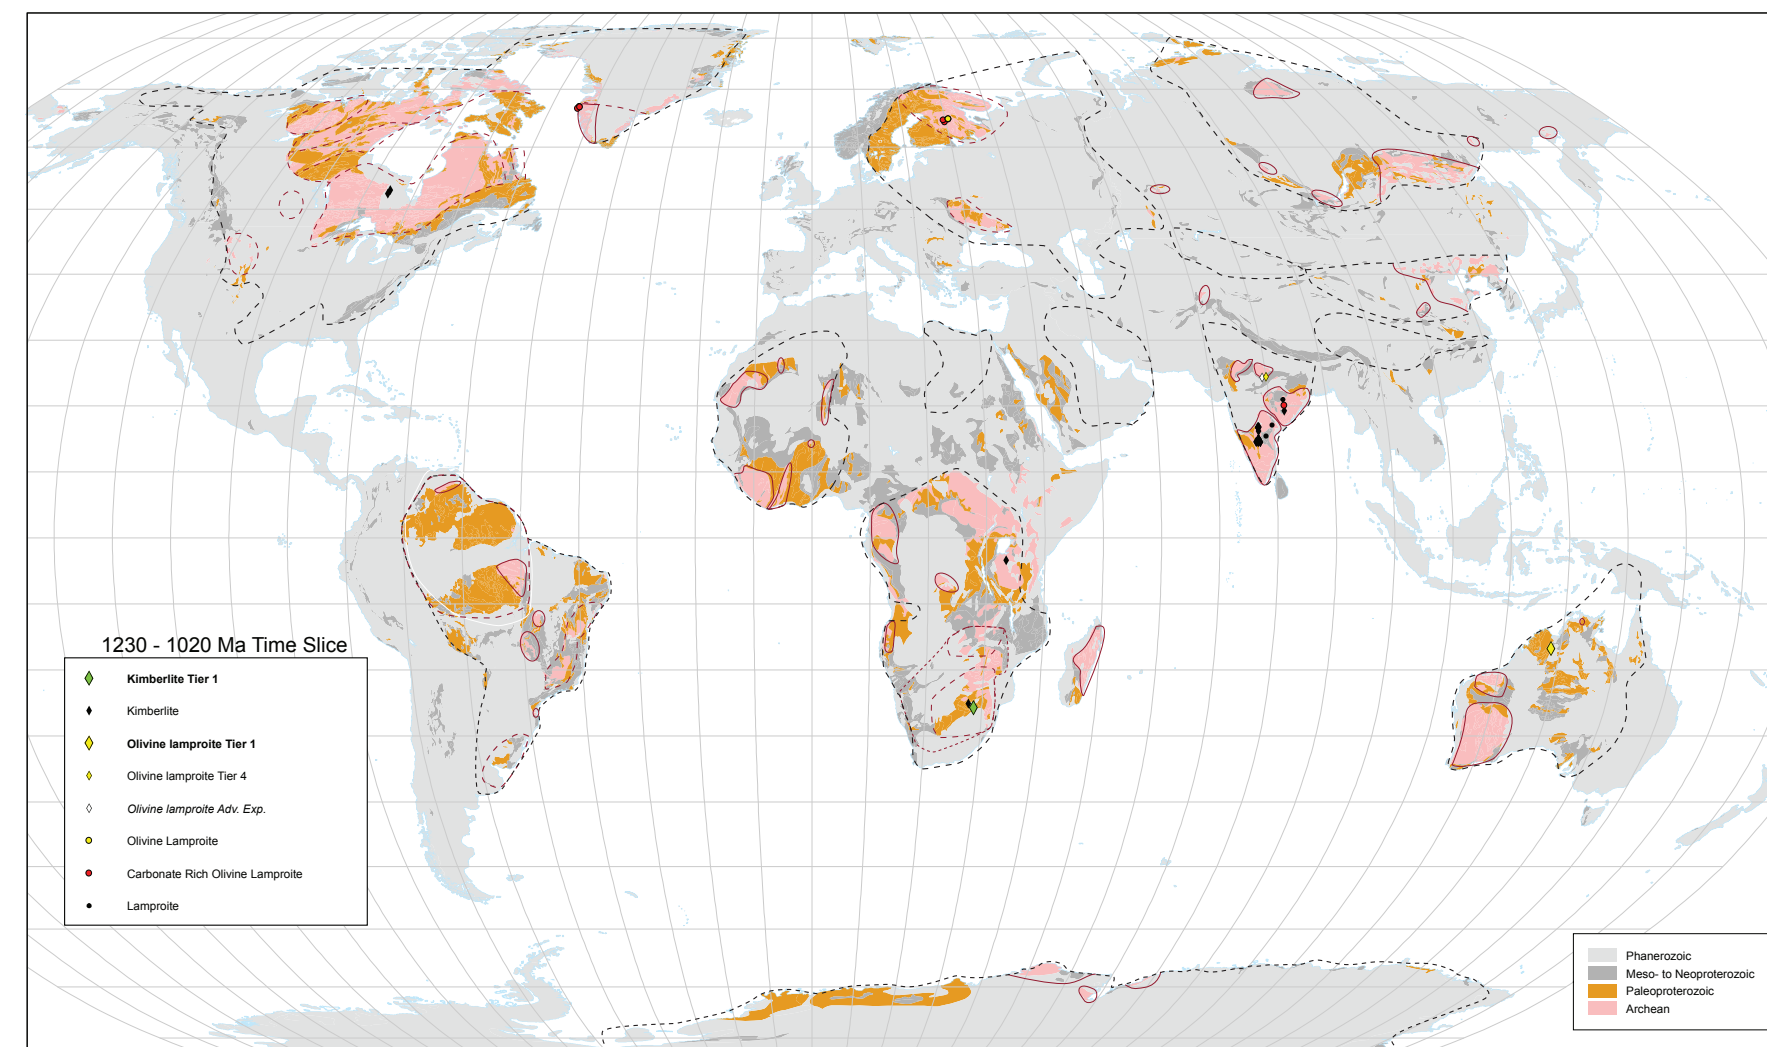 1230 - 1020 Ma Time Slice
Kimberlite Tier 1
Kimberlite
Olivine lamproite Tier 1
Olivine lamproite Tier 4
Olivine lamproite Adv. Exp.
Olivine Lamproite
Carbonate Rich Olivine Lamproite
Lamproite
Phanerozoic
Meso- to Neoproterozoic
Paleoproterozoic
Archean